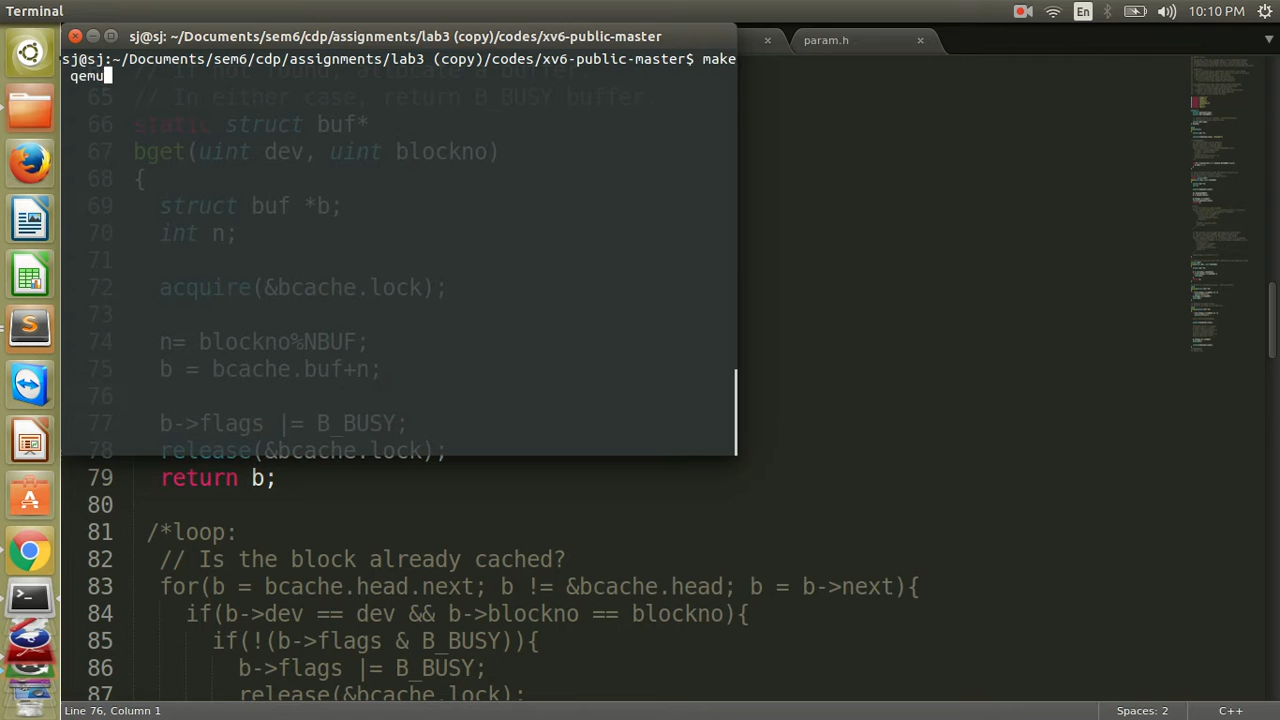 Terminal
En
10:10 PM
sj@sj: ~/Documents/sem6/cdp/assignments/lab3 (copy)/codes/xv6-public-master
param.h
sj@sj:~/Documents/sem6/cdp/assignments/lab3 (copy)/codes/xv6-public-master$ make
qemu
// If not found, allocate a buffer.
65 // In either case, return B_BUSY buffer.
66 static struct buf*
67 bget(uint dev, uint blockno)
68 {
69 struct buf *b;
70 int n;
71
72 acquire(&bcache.lock);
73
74 n= blockno%NBUF;
75 b = bcache.buf+n;
76
77 b->flags |= B_BUSY;
78 release(&bcache.lock);
79 return b;
80
81 /*loop:
82 // Is the block already cached?
83 for(b = bcache.head.next; b != &bcache.head; b = b->next){
84 if(b->dev == dev && b->blockno == blockno){
85 if(!(b->flags & B_BUSY)){
86 b->flags |= B_BUSY;
87 release(&bcache.lock);
Line 76, Column 1
Spaces: 2
C++